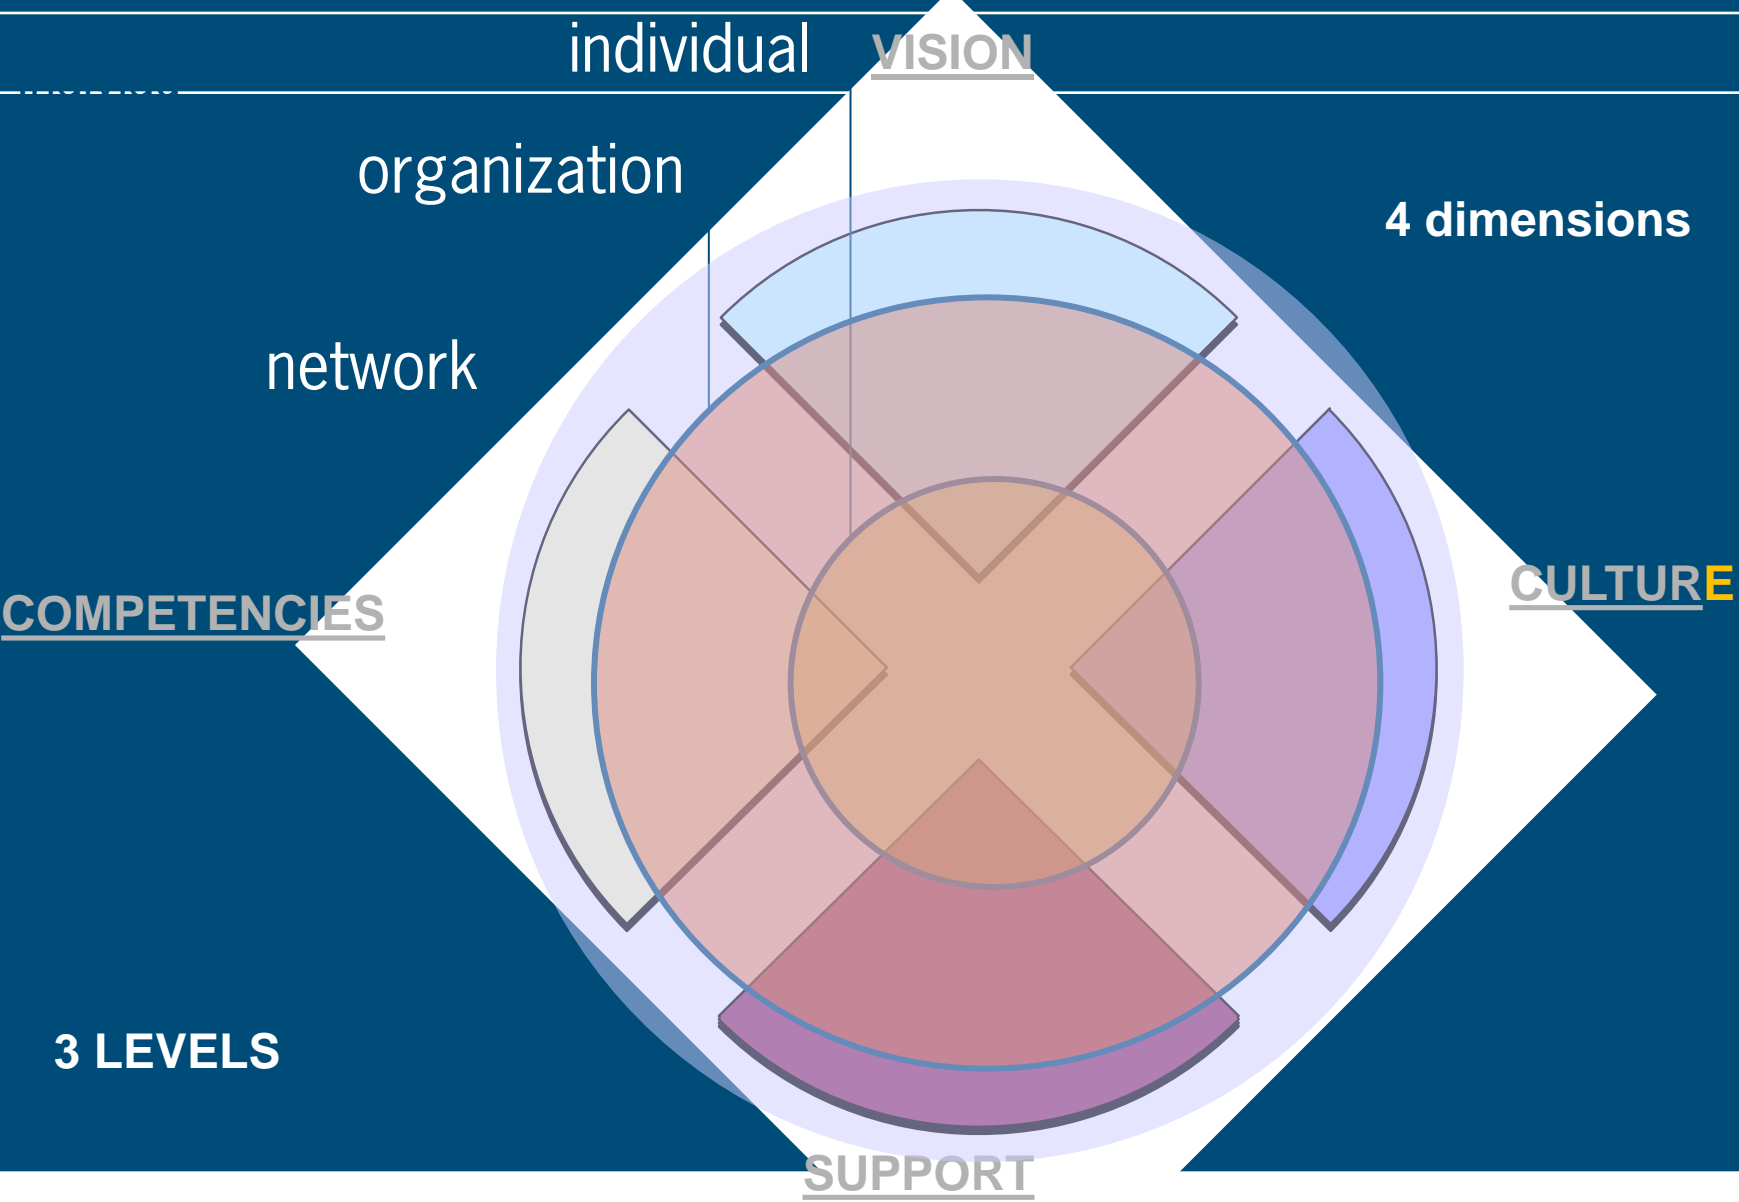 individual
VISION
organization
4 dimensions
network
CULTURE
COMPETENCIES
3 LEVELS
SUPPORT